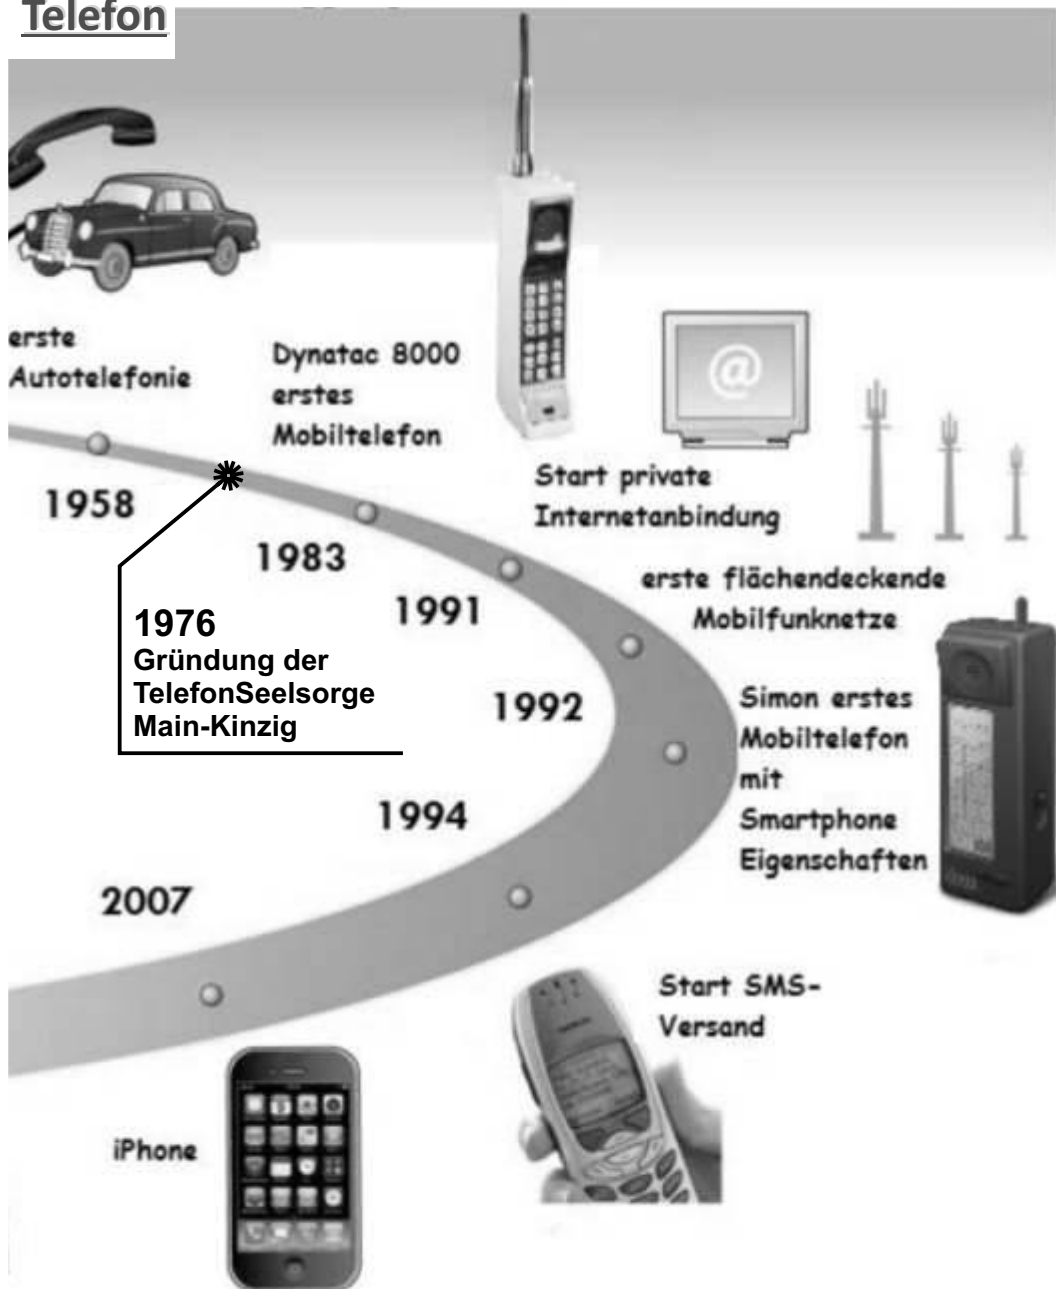 Telefon
erste
Autotelefonie
Dynatac 8000
erstes
Mobiltelefon
Start private
Internetanbindung
@
1958
1983
1991
erste flächendeckende
Mobilfunknetze
1976
Gründung der
TelefonSeelsorge
Main-Kinzig
1992
Simon erstes
Mobiltelefon
mit
Smartphone
Eigenschaften
1994
2007
Start SMS-
Versand
iPhone